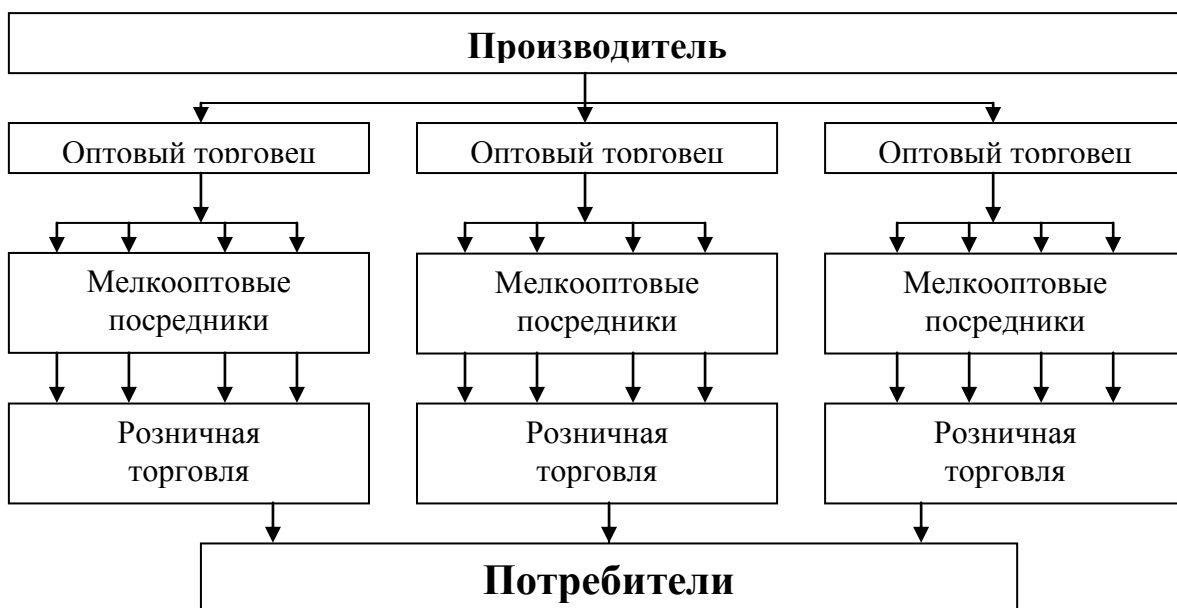 Производитель
Оптовый торговец
Оптовый торговец
Оптовый торговец
Мелкооптовые
посредники
Мелкооптовые
посредники
Мелкооптовые
посредники
Розничная
торговля
Розничная
торговля
Розничная
торговля
Потребители